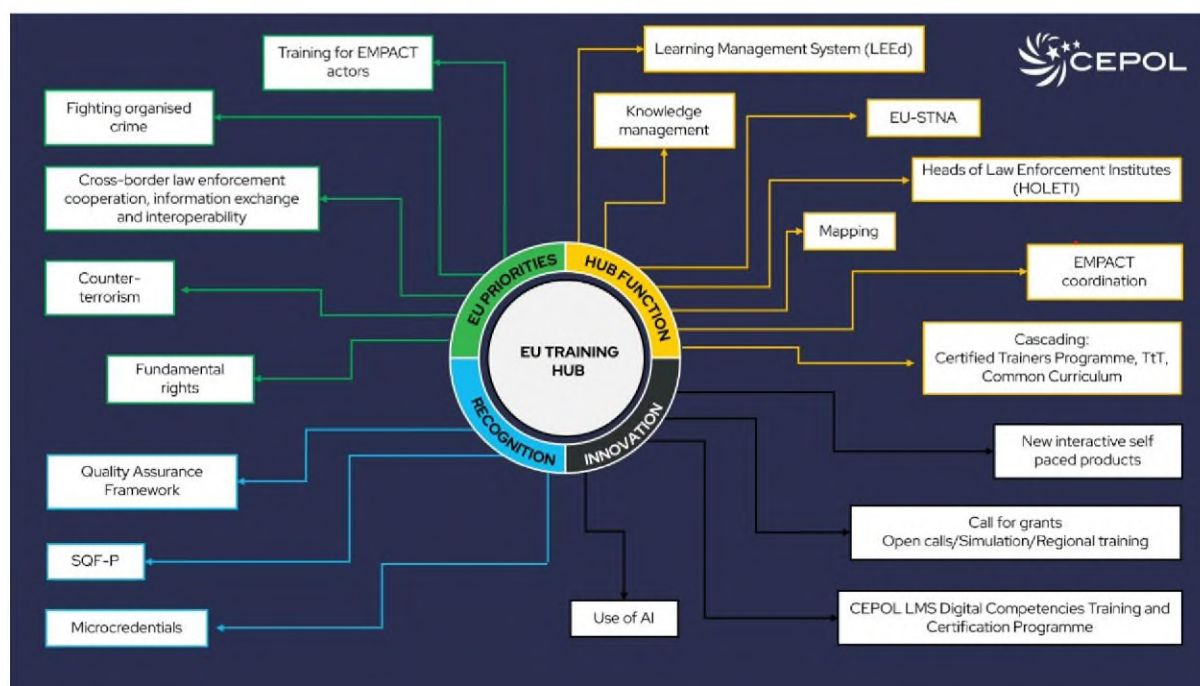 CEPOL
Training for EMPACT
actors
Fighting organised
crime
Cross-border law enforcement
cooperation, information exchange
and interoperability
Counter-
terrorism
Fundamental
rights
Learning Management System (LEEd)
Knowledge
management
EU-STNA
Heads of Law Enforcement Institutes
(HOLETI)
Mapping
EMPACT
coordination
Cascading:
Certified Trainers Programme, TtT,
Common Curriculum
EU PRIORITIES
HUB FUNCTION
EU TRAINING
HUB
RECOGNITION
INNOVATION
Quality Assurance
Framework
SQF-P
Microcredentials
Use of AI
New interactive self
paced products
Call for grants
Open calls/Simulation/Regional training
CEPOL LMS Digital Competencies Training and
Certification Programme